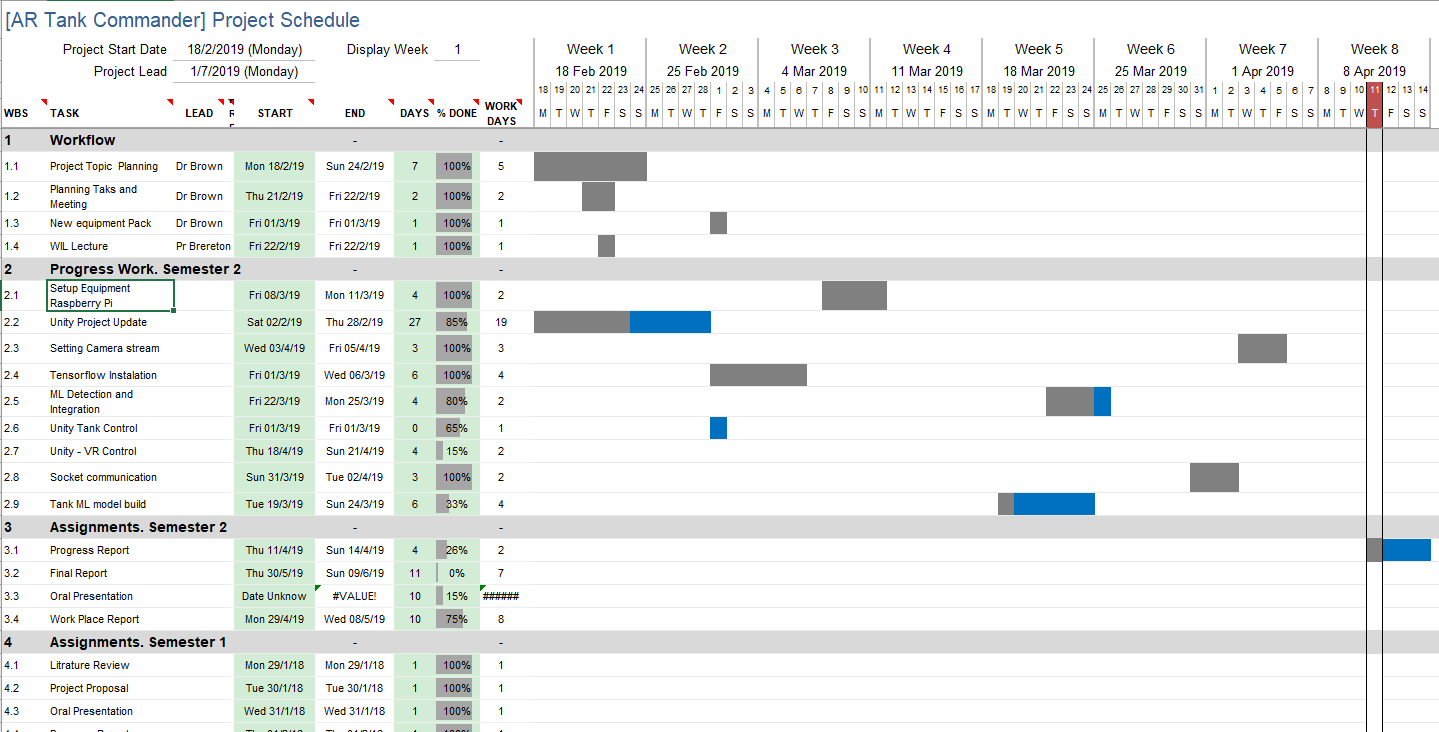 [AR Tank Commander] Project Schedule
Project Start Date 18/2/2019 (Monday) Display Week 1 Week 1 Week 2 Week 3 Week 4 Week 5 Week 6 Week 7 Week 8
Project Lead 1/7/2019 (Monday) 18 Feb 2019 25 Feb 2019 4 Mar 2019 11 Mar 2019 18 Mar 2019 25 Mar 2019 1 Apr 2019 8 Apr 2019
18 19 20 21 22 23 24 25 26 27 28 1 2 3 4 5 6 7 8 9 10 11 12 13 14 15 16 17 18 19 20 21 22 23 24 25 26 27 28 29 30 31 1 2 3 4 5 6 7 8 9 10 11 12 13 14
WBS TASK LEAD START END DAYS % DONE WORK DAYS M T W T F S S M T W T F S S M T W T F S S M T W T F S S M T W T F S S M T W T F S S M T W T F S S M T W T F S S
1 Workflow - -
1.1 Project Topic Planning Dr Brown Mon 18/2/19 Sun 24/2/19 7 100% 5
1.2 Planning Taks and Meeting Dr Brown Thu 21/2/19 Fri 22/2/19 2 100% 2
1.3 New equipment Pack Dr Brown Fri 01/3/19 Fri 01/3/19 1 100% 1
1.4 WIL Lecture Pr Brereton Fri 22/2/19 Fri 22/2/19 1 100% 1
2 Progress Work. Semester 2 - -
2.1 Setup Equipment Raspberry Pi Fri 08/3/19 Mon 11/3/19 4 100% 2
2.2 Unity Project Update Sat 02/2/19 Thu 28/2/19 27 85% 19
2.3 Setting Camera stream Wed 03/4/19 Fri 05/4/19 3 100% 3
2.4 Tensorflow Instalation Fri 01/3/19 Wed 06/3/19 6 100% 4
2.5 ML Detection and Integration Fri 22/3/19 Mon 25/3/19 4 80% 2
2.6 Unity Tank Control Fri 01/3/19 Fri 01/3/19 0 65% 1
2.7 Unity - VR Control Thu 18/4/19 Sun 21/4/19 4 15% 2
2.8 Socket communication Sun 31/3/19 Tue 02/4/19 3 100% 2
2.9 Tank ML model build Tue 19/3/19 Sun 24/3/19 6 33% 4
3 Assignments. Semester 2 - -
3.1 Progress Report Thu 11/4/19 Sun 14/4/19 4 26% 2
3.2 Final Report Thu 30/5/19 Sun 09/6/19 11 0% 7
3.3 Oral Presentation Date Unknow #VALUE! 10 15% ######
3.4 Work Place Report Mon 29/4/19 Wed 08/5/19 10 75% 8
4 Assignments. Semester 1 - -
4.1 Litrature Review Mon 29/1/18 Mon 29/1/18 1 100% 1
4.2 Project Proposal Tue 30/1/18 Tue 30/1/18 1 100% 1
4.3 Oral Presentation Wed 31/1/18 Wed 31/1/18 1 100% 1